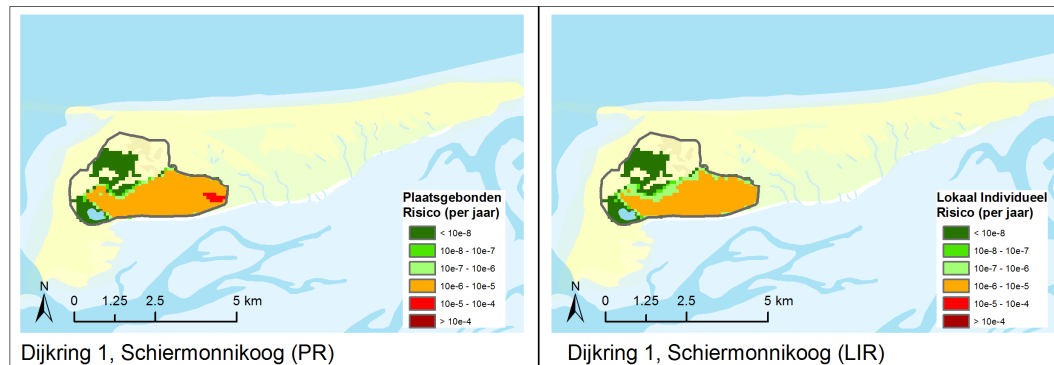 Plaatsgebonden
Risico (per jaar)
< 10e-8
10e-8 - 10e-7
10e-7 - 10e-6
10e-6 - 10e-5
10e-5 - 10e-4
> 10e-4
N
0 1.25 2.5 5 km
Dijkring 1, Schiermonnikoog (PR)
Lokaal Individueel
Risico (per jaar)
< 10e-8
10e-8 - 10e-7
10e-7 - 10e-6
10e-6 - 10e-5
10e-5 - 10e-4
> 10e-4
N
0 1.25 2.5 5 km
Dijkring 1, Schiermonnikoog (LIR)